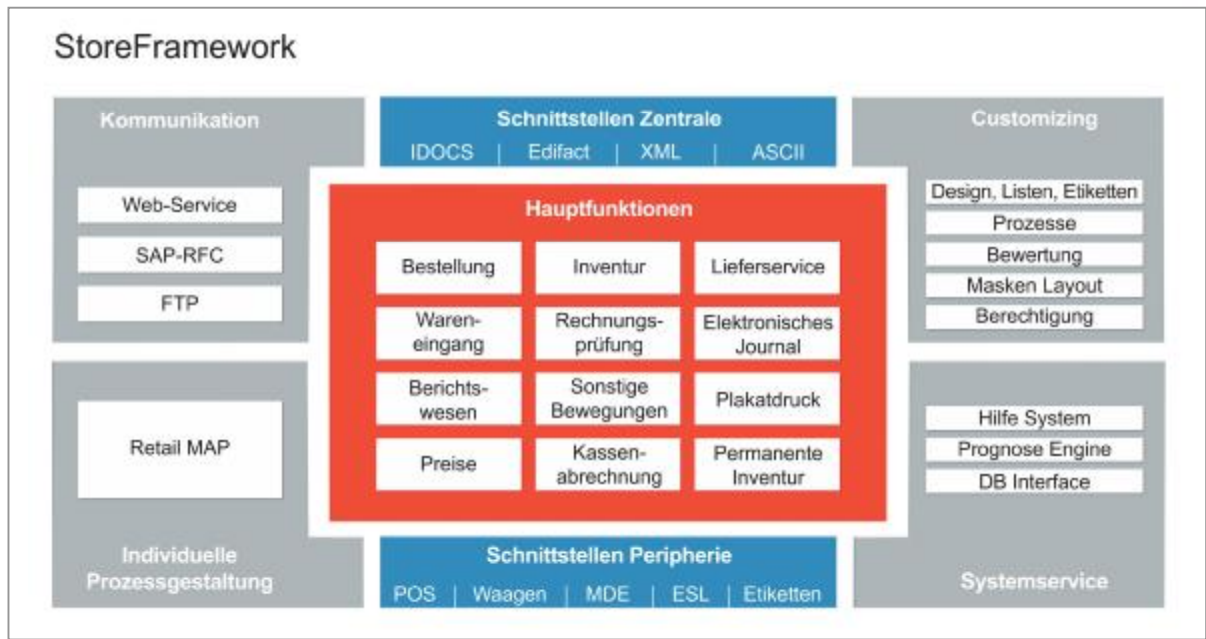 StoreFramework
Kommunikation
Web-Service
SAP-RFC
FTP
Schnittstellen Zentrale
IDOCS | Edifact | XML | ASCII
Customizing
Design, Listen, Etiketten
Prozesse
Bewertung
Masken Layout
Berechtigung
Hauptfunktionen
Bestellung
Inventur
Lieferservice
Waren-
eingang
Rechnungs-
prüfung
Elektronisches
Journal
Berichts-
wesen
Sonstige
Bewegungen
Plakatdruck
Preise
Kassen-
abrechnung
Permanente
Inventur
Retail MAP
Individuelle
Prozessgestaltung
Schnittstellen Peripherie
POS | Waagen | MDE | ESL | Etiketten
Hilfe System
Prognose Engine
DB Interface
Systemservice